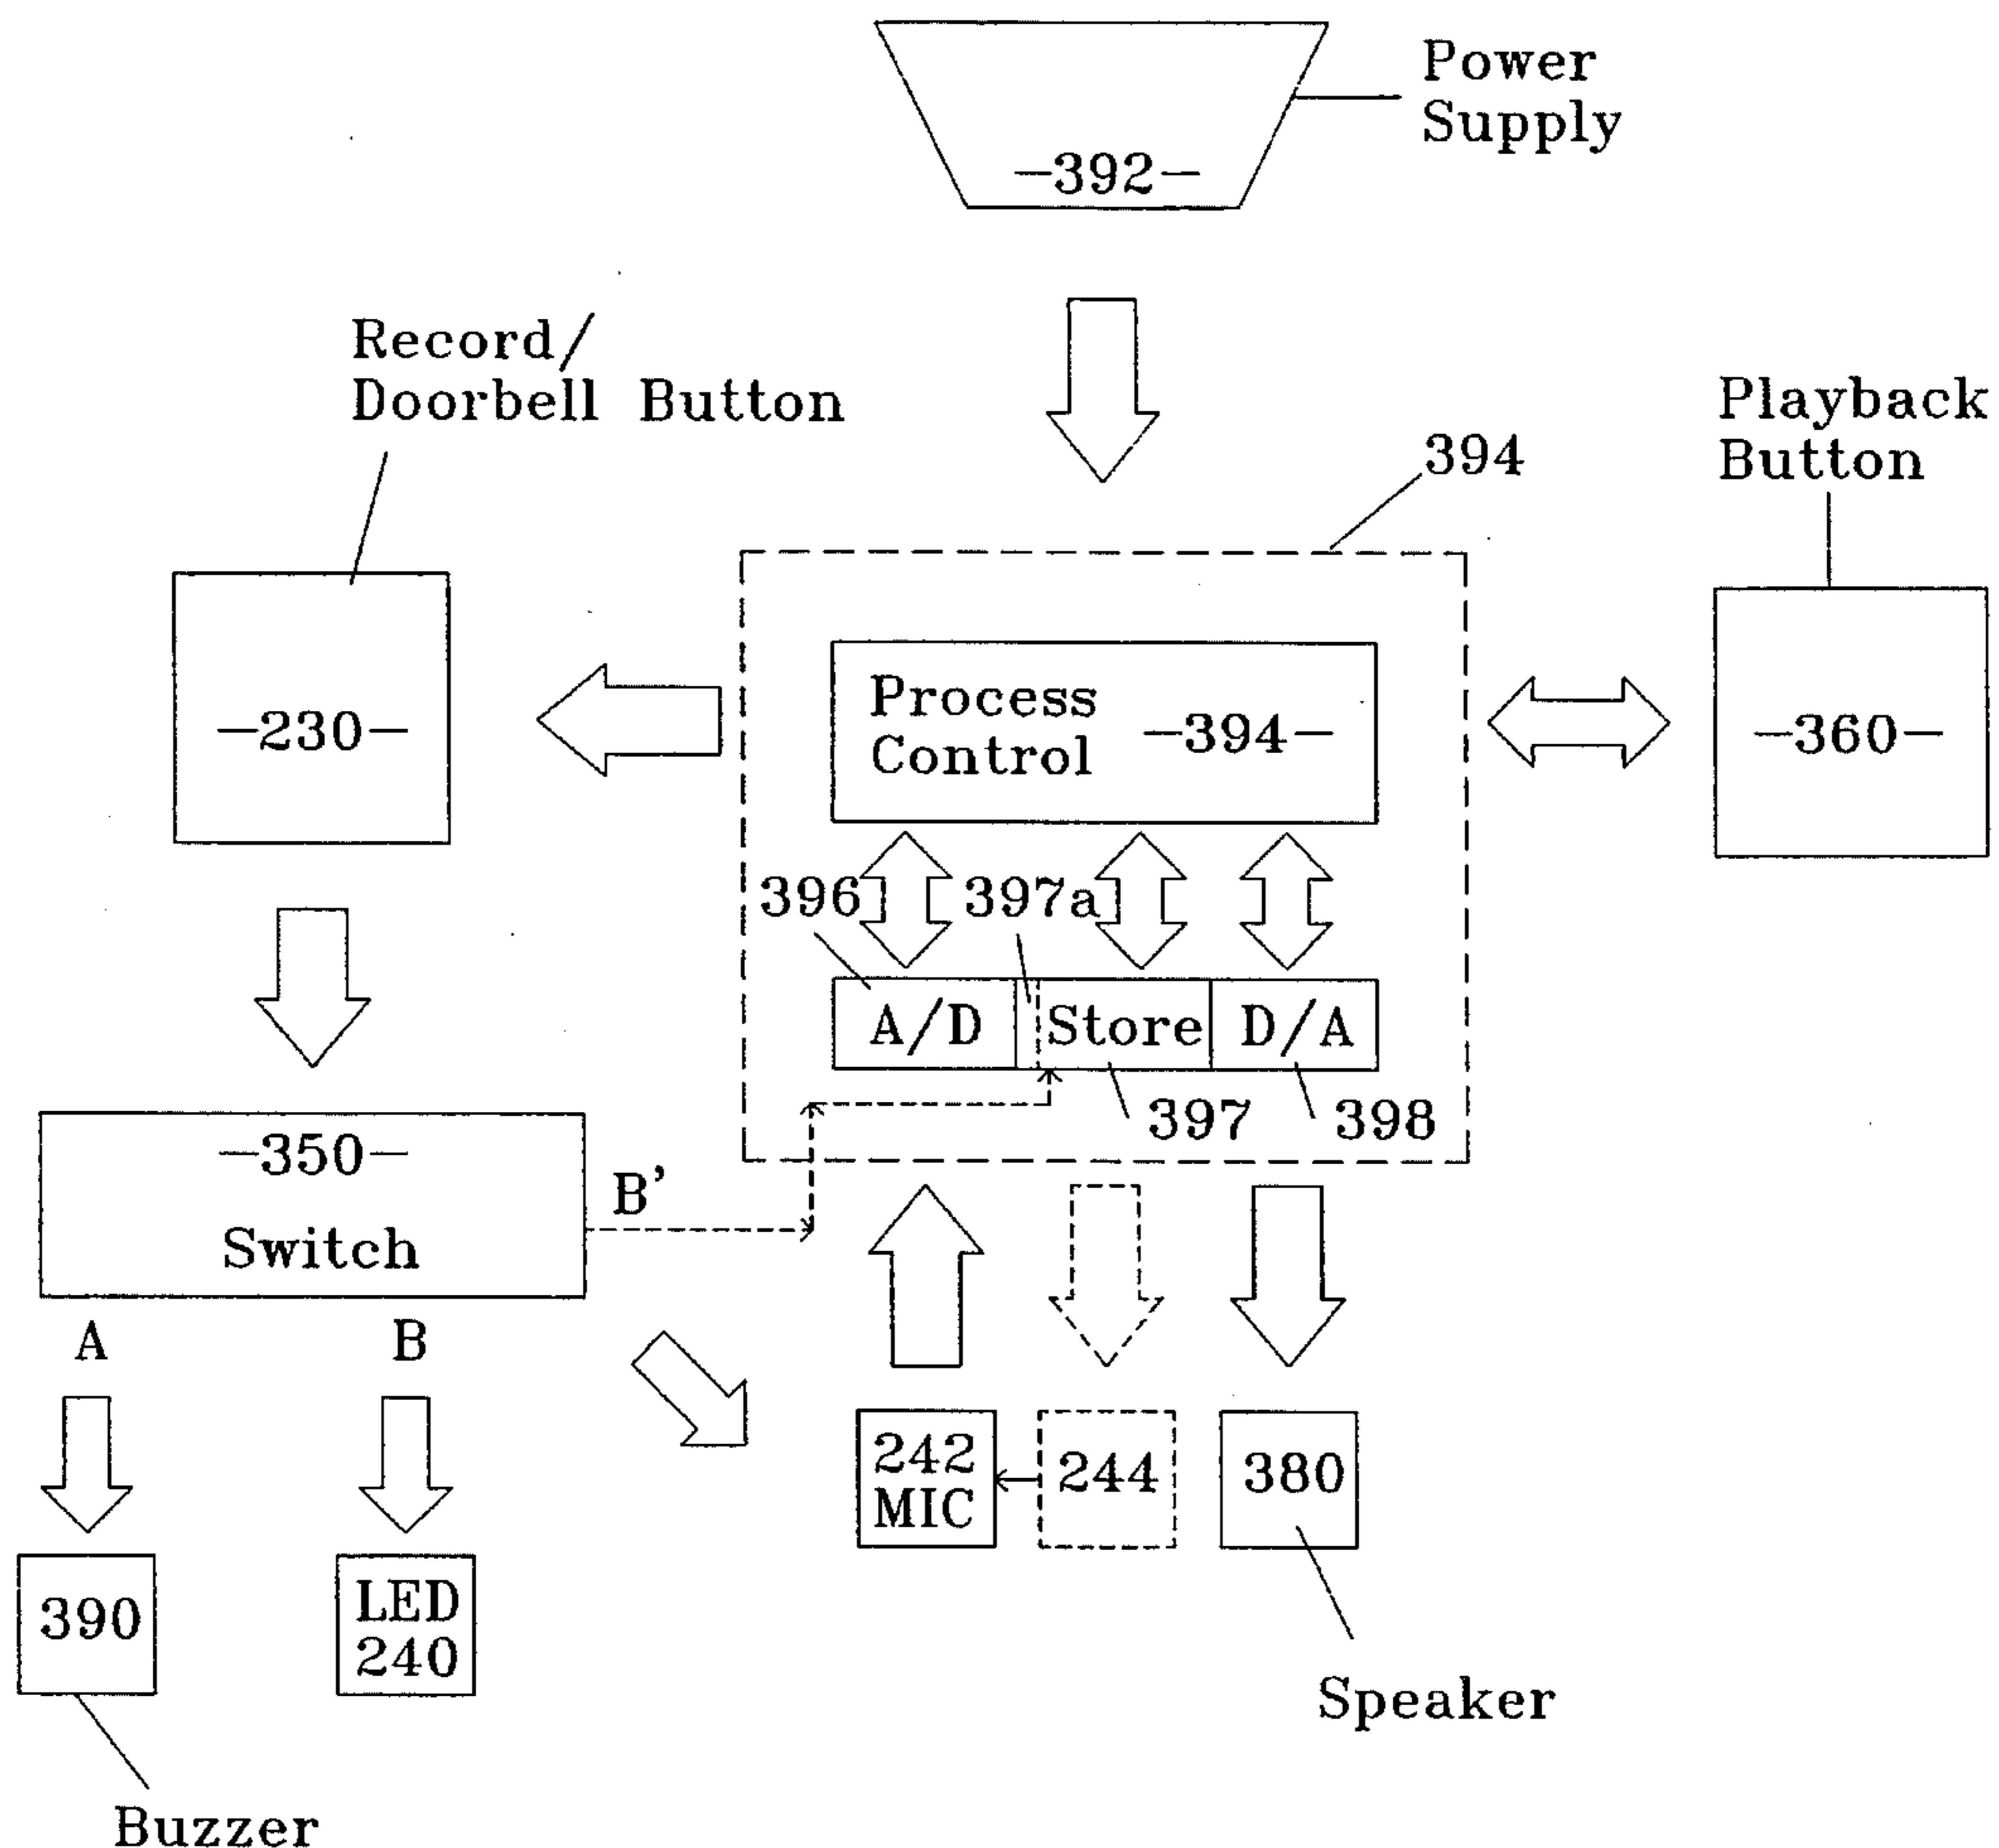 Power
Supply
-392-
Record/
Doorbell Button
Playback
Button
394
-230-
Process
Control
-394-
-360-
396
397a
A/D
Store
D/A
397
398
-350-
Switch
B'
A
B
242
MIC
244
380
390
LED
240
Speaker
Buzzer